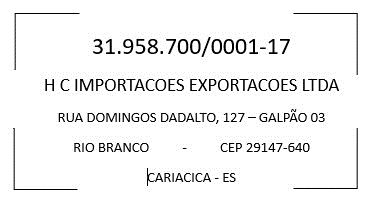 31.958.700/0001-17
H C IMPORTACOES EXPORTACOES LTDA
RUA DOMINGOS DADALTO, 127 – GALPÃO 03
RIO BRANCO - CEP 29147-640
CARIACICA - ES